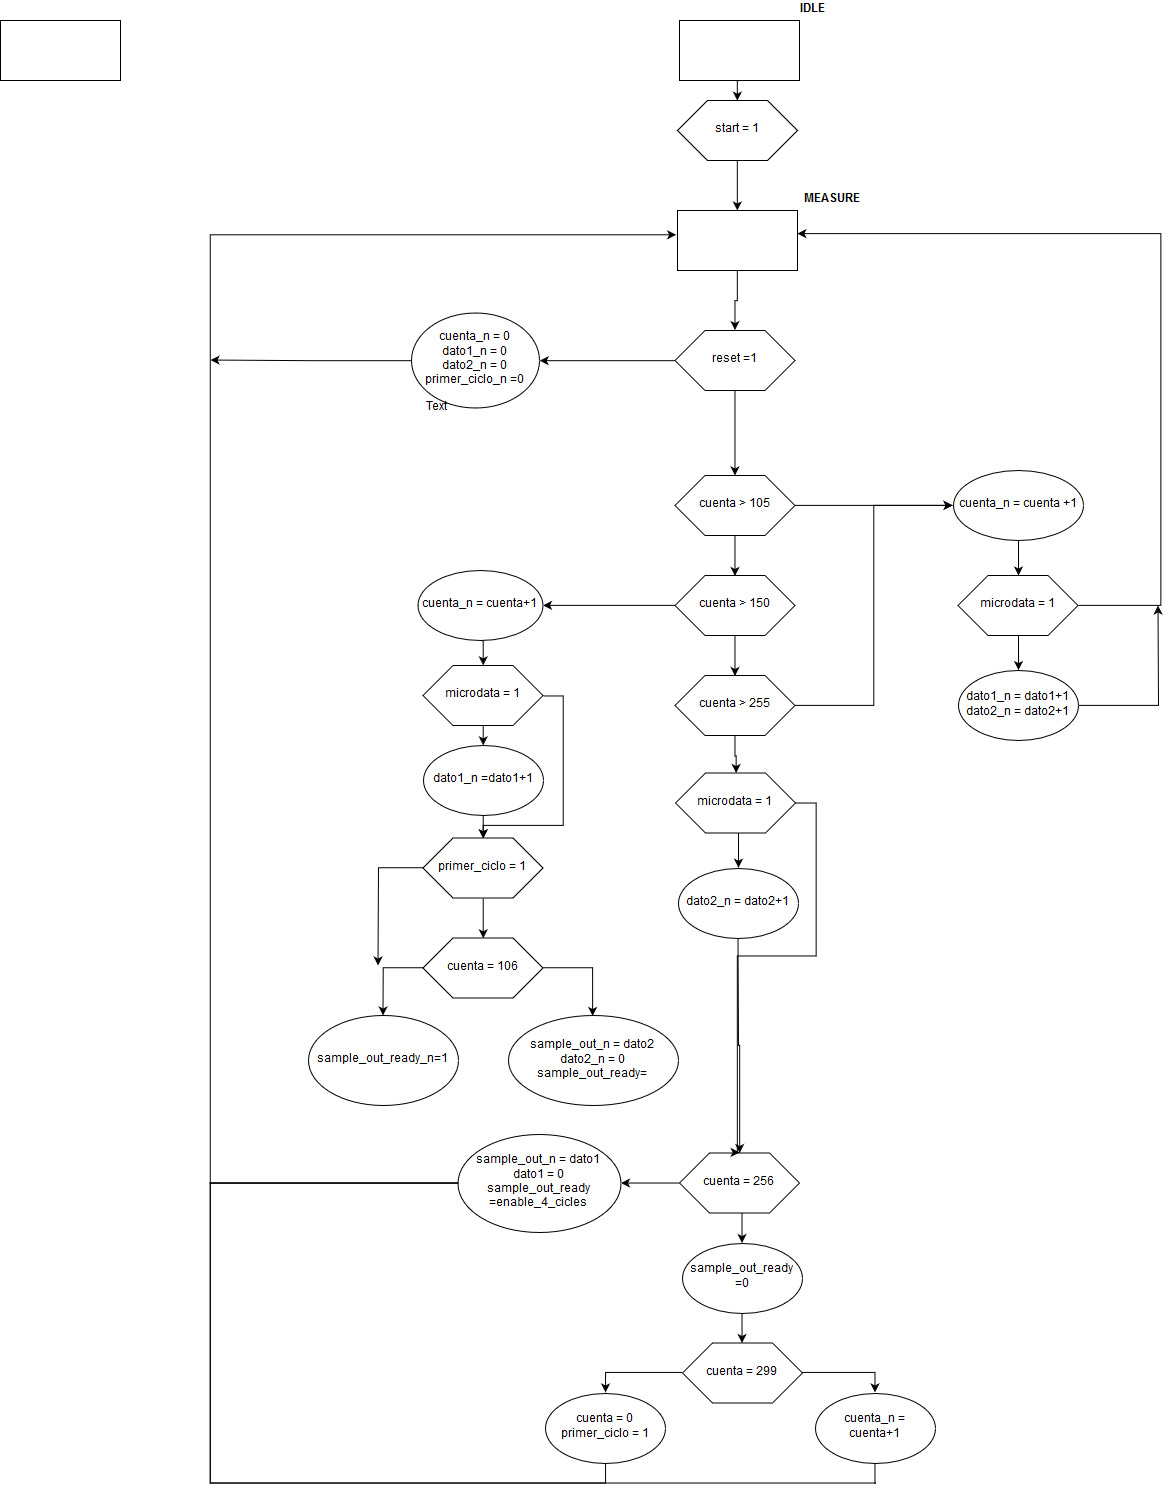 IDLE
start = 1
MEASURE
cuenta_n = 0
dato1_n = 0
dato2_n = 0
primer_ciclo_n =0
Text
reset =1
cuenta > 105
cuenta_n = cuenta +1
cuenta_n = cuenta+1
cuenta > 150
microdata = 1
microdata = 1
cuenta > 255
dato1_n = dato1+1
dato2_n = dato2+1
dato1_n =dato1+1
microdata = 1
primer_ciclo = 1
dato2_n = dato2+1
cuenta = 106
sample_out_ready_n=1
sample_out_n = dato2
dato2_n = 0
sample_out_ready=
sample_out_n = dato1
dato1 = 0
sample_out_ready
=enable_4_cicles
cuenta = 256
sample_out_ready
=0
cuenta = 299
cuenta = 0
primer_ciclo = 1
cuenta_n =
cuenta+1